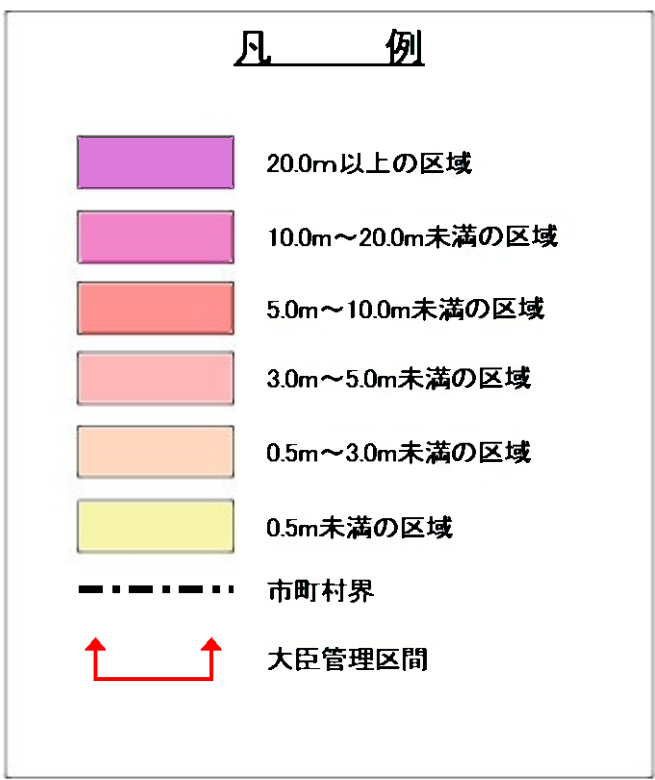 凡 例
20.0m以上の区域
10.0m～20.0m未満の区域
5.0m～10.0m未満の区域
3.0m～5.0m未満の区域
0.5m～3.0m未満の区域
0.5m未満の区域
市町村界
大臣管理区間